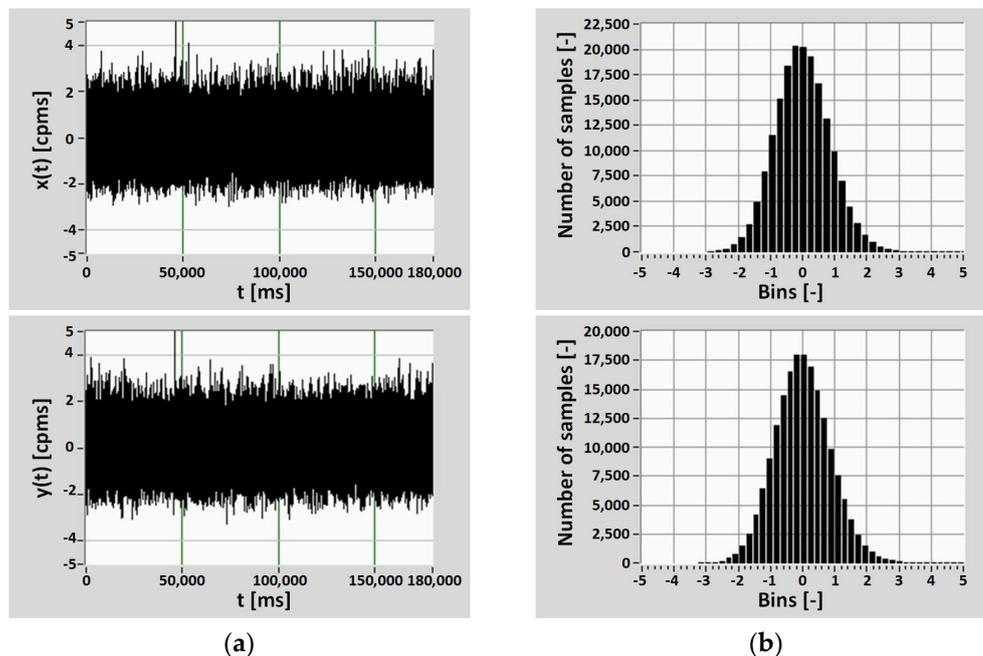 5
4
2
0
-2
-4
-5
x(t) [cpms]
0 50,000 100,000 150,000 180,000
t [ms]
22,500
20,000
17,500
15,000
12,500
10,000
7,500
5,000
2,500
0
Number of samples [-]
-5 -4 -3 -2 -1 0 1 2 3 4 5
Bins [-]
5
4
2
0
-2
-4
-5
y(t) [cpms]
0 50,000 100,000 150,000 180,000
t [ms]
20,000
17,500
15,000
12,500
10,000
7,500
5,000
2,500
0
Number of samples [-]
-5 -4 -3 -2 -1 0 1 2 3 4 5
Bins [-]
(a) (b)